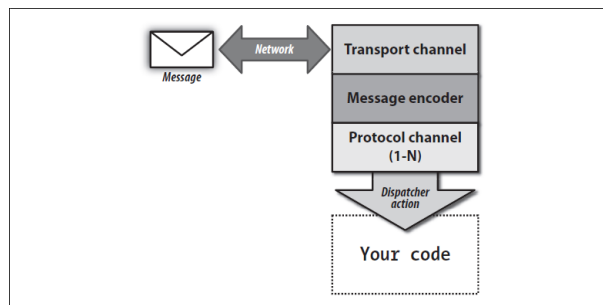 Message
Network
Transport channel
Message encoder
Protocol channel
(1-N)
Dispatcher
action
Your code